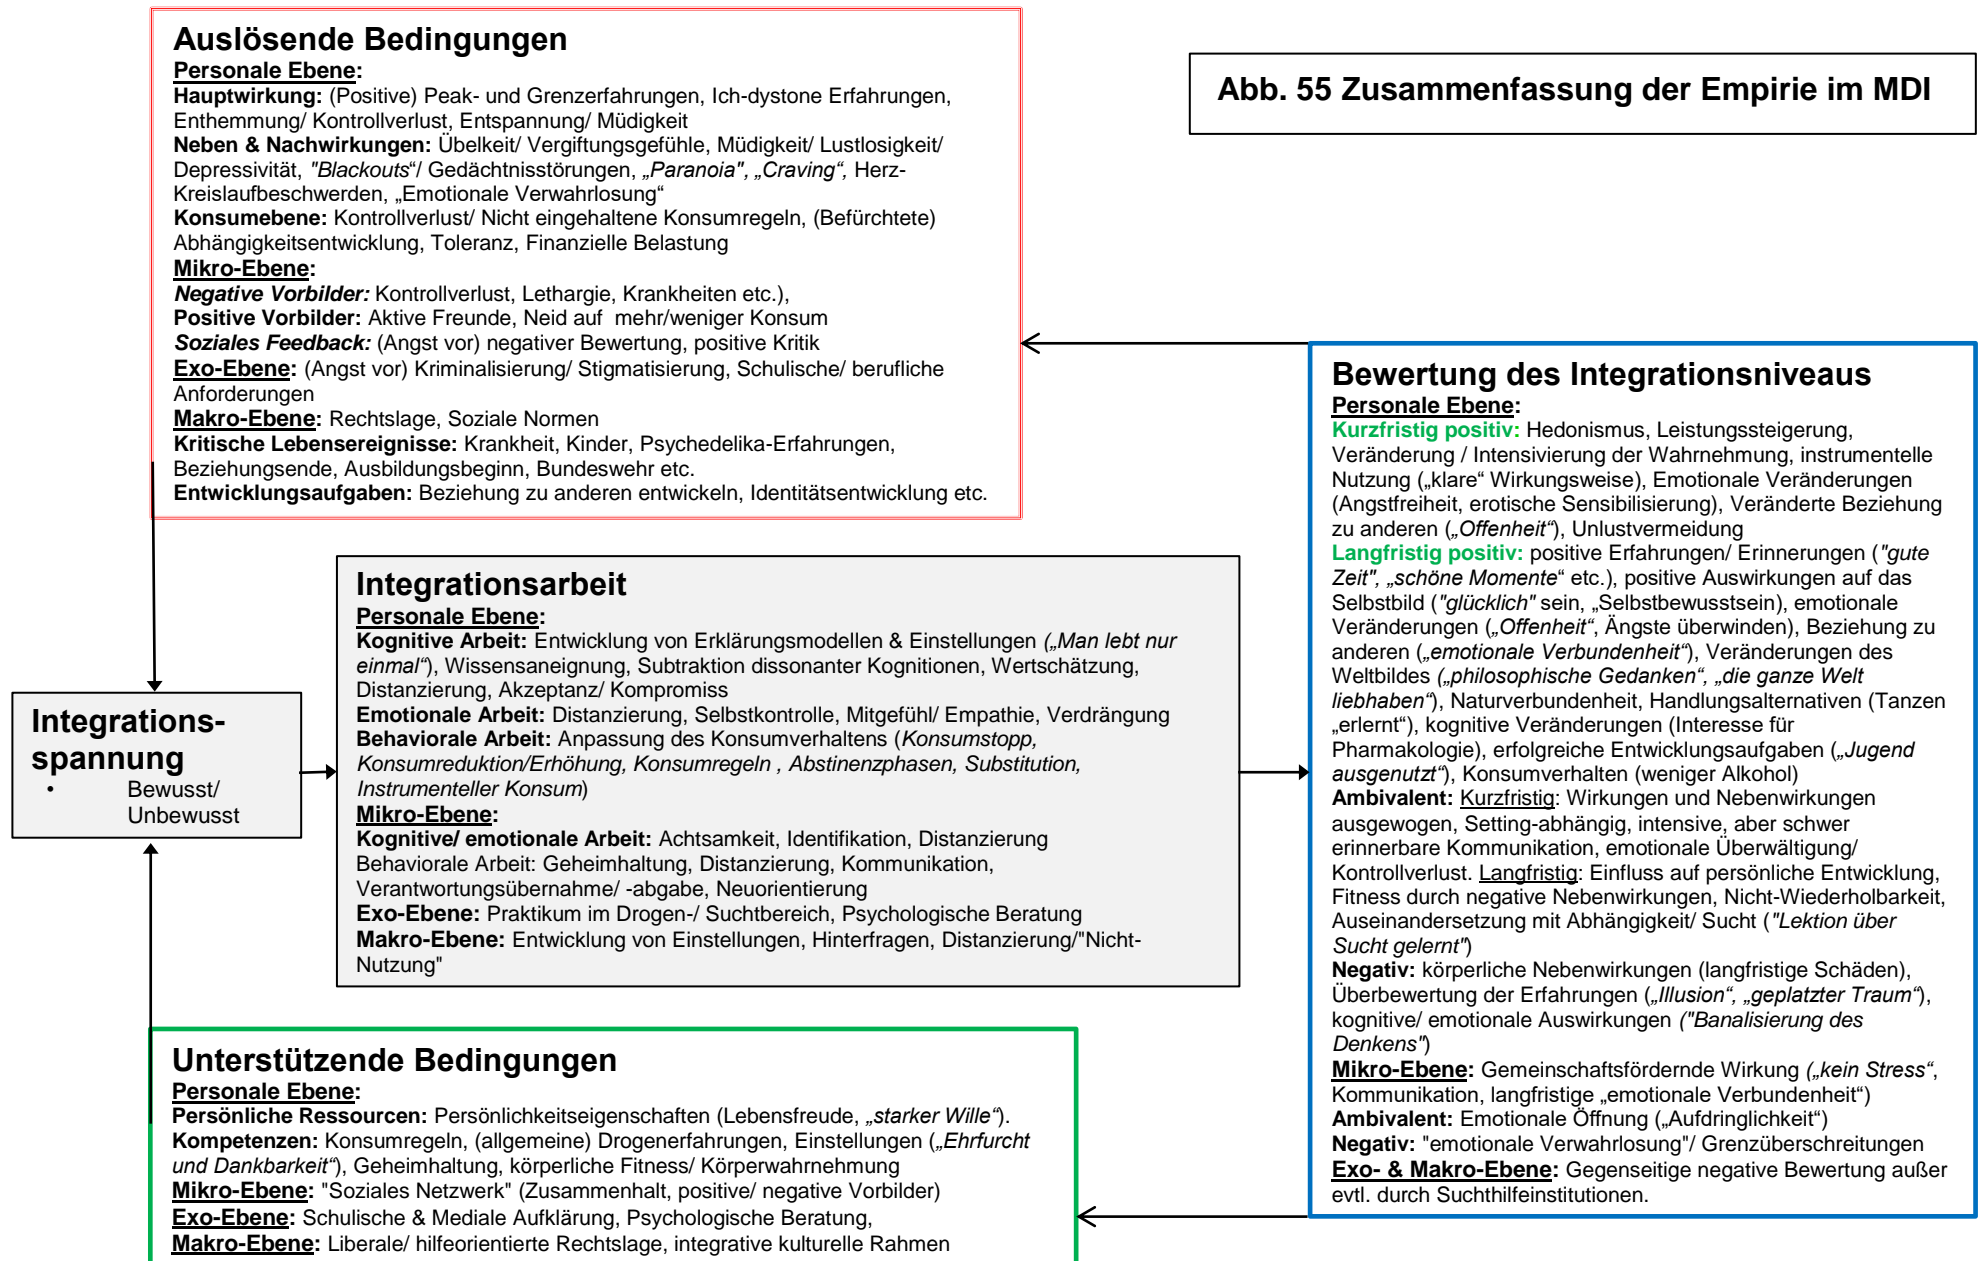 Auslösende Bedingungen
Personale Ebene:
Hauptwirkung: (Positive) Peak- und Grenzerfahrungen, Ich-dystone Erfahrungen,
Enthemmung/ Kontrollverlust, Entspannung/ Müdigkeit
Neben & Nachwirkungen: Übelkeit/ Vergiftungsgefühle, Müdigkeit/ Lustlosigkeit/
Depressivität, "Blackouts“/ Gedächtnisstörungen, „Paranoia", „Craving“, Herz-
Kreislaufbeschwerden, „Emotionale Verwahrlosung“
Konsumebene: Kontrollverlust/ Nicht eingehaltene Konsumregeln, (Befürchtete)
Abhängigkeitsentwicklung, Toleranz, Finanzielle Belastung
Mikro-Ebene:
Negative Vorbilder: Kontrollverlust, Lethargie, Krankheiten etc.),
Positive Vorbilder: Aktive Freunde, Neid auf mehr/weniger Konsum
Soziales Feedback: (Angst vor) negativer Bewertung, positive Kritik
Exo-Ebene: (Angst vor) Kriminalisierung/ Stigmatisierung, Schulische/ berufliche
Anforderungen
Makro-Ebene: Rechtslage, Soziale Normen
Kritische Lebensereignisse: Krankheit, Kinder, Psychedelika-Erfahrungen,
Beziehungsende, Ausbildungsbeginn, Bundeswehr etc.
Entwicklungsaufgaben: Beziehung zu anderen entwickeln, Identitätsentwicklung etc.
Abb. 55 Zusammenfassung der Empirie im MDI
Integrations-
spannung
• Bewusst/
Unbewusst
Integrationsarbeit
Personale Ebene:
Kognitive Arbeit: Entwicklung von Erklärungsmodellen & Einstellungen („Man lebt nur
einmal“), Wissensaneignung, Subtraktion dissonanter Kognitionen, Wertschätzung,
Distanzierung, Akzeptanz/ Kompromiss
Emotionale Arbeit: Distanzierung, Selbstkontrolle, Mitgefühl/ Empathie, Verdrängung
Behaviorale Arbeit: Anpassung des Konsumverhaltens (Konsumstopp,
Konsumreduktion/Erhöhung, Konsumregeln , Abstinenzphasen, Substitution,
Instrumenteller Konsum)
Mikro-Ebene:
Kognitive/ emotionale Arbeit: Achtsamkeit, Identifikation, Distanzierung
Behaviorale Arbeit: Geheimhaltung, Distanzierung, Kommunikation,
Verantwortungsübernahme/ -abgabe, Neuorientierung
Exo-Ebene: Praktikum im Drogen-/ Suchtbereich, Psychologische Beratung
Makro-Ebene: Entwicklung von Einstellungen, Hinterfragen, Distanzierung/"Nicht-
Nutzung"
Unterstützende Bedingungen
Personale Ebene:
Persönliche Ressourcen: Persönlichkeitseigenschaften (Lebensfreude, „starker Wille“).
Kompetenzen: Konsumregeln, (allgemeine) Drogenerfahrungen, Einstellungen („Ehrfurcht
und Dankbarkeit“), Geheimhaltung, körperliche Fitness/ Körperwahrnehmung
Mikro-Ebene: "Soziales Netzwerk" (Zusammenhalt, positive/ negative Vorbilder)
Exo-Ebene: Schulische & Mediale Aufklärung, Psychologische Beratung,
Makro-Ebene: Liberale/ hilfeorientierte Rechtslage, integrative kulturelle Rahmen
Bewertung des Integrationsniveaus
Personale Ebene:
Kurzfristig positiv: Hedonismus, Leistungssteigerung,
Veränderung / Intensivierung der Wahrnehmung, instrumentelle
Nutzung („klare“ Wirkungsweise), Emotionale Veränderungen
(Angstfreiheit, erotische Sensibilisierung), Veränderte Beziehung
zu anderen („Offenheit“), Unlustvermeidung
Langfristig positiv: positive Erfahrungen/ Erinnerungen ("gute
Zeit", „schöne Momente“ etc.), positive Auswirkungen auf das
Selbstbild ("glücklich" sein, „Selbstbewusstsein), emotionale
Veränderungen („Offenheit“, Ängste überwinden), Beziehung zu
anderen („emotionale Verbundenheit“), Veränderungen des
Weltbildes („philosophische Gedanken“, „die ganze Welt
liebhaben“), Naturverbundenheit, Handlungsalternativen (Tanzen
„erlernt“), kognitive Veränderungen (Interesse für
Pharmakologie), erfolgreiche Entwicklungsaufgaben („Jugend
ausgenutzt“), Konsumverhalten (weniger Alkohol)
Ambivalent: Kurzfristig: Wirkungen und Nebenwirkungen
ausgewogen, Setting-abhängig, intensive, aber schwer
erinnerbare Kommunikation, emotionale Überwältigung/
Kontrollverlust. Langfristig: Einfluss auf persönliche Entwicklung,
Fitness durch negative Nebenwirkungen, Nicht-Wiederholbarkeit,
Auseinandersetzung mit Abhängigkeit/ Sucht ("Lektion über
Sucht gelernt")
Negativ: körperliche Nebenwirkungen (langfristige Schäden),
Überbewertung der Erfahrungen („Illusion“, „geplatzter Traum“),
kognitive/ emotionale Auswirkungen ("Banalisierung des
Denkens")
Mikro-Ebene: Gemeinschaftsfördernde Wirkung („kein Stress“,
Kommunikation, langfristige „emotionale Verbundenheit“)
Ambivalent: Emotionale Öffnung („Aufdringlichkeit“)
Negativ: "emotionale Verwahrlosung"/ Grenzüberschreitungen
Exo- & Makro-Ebene: Gegenseitige negative Bewertung außer
evtl. durch Suchthilfeinstitutionen.